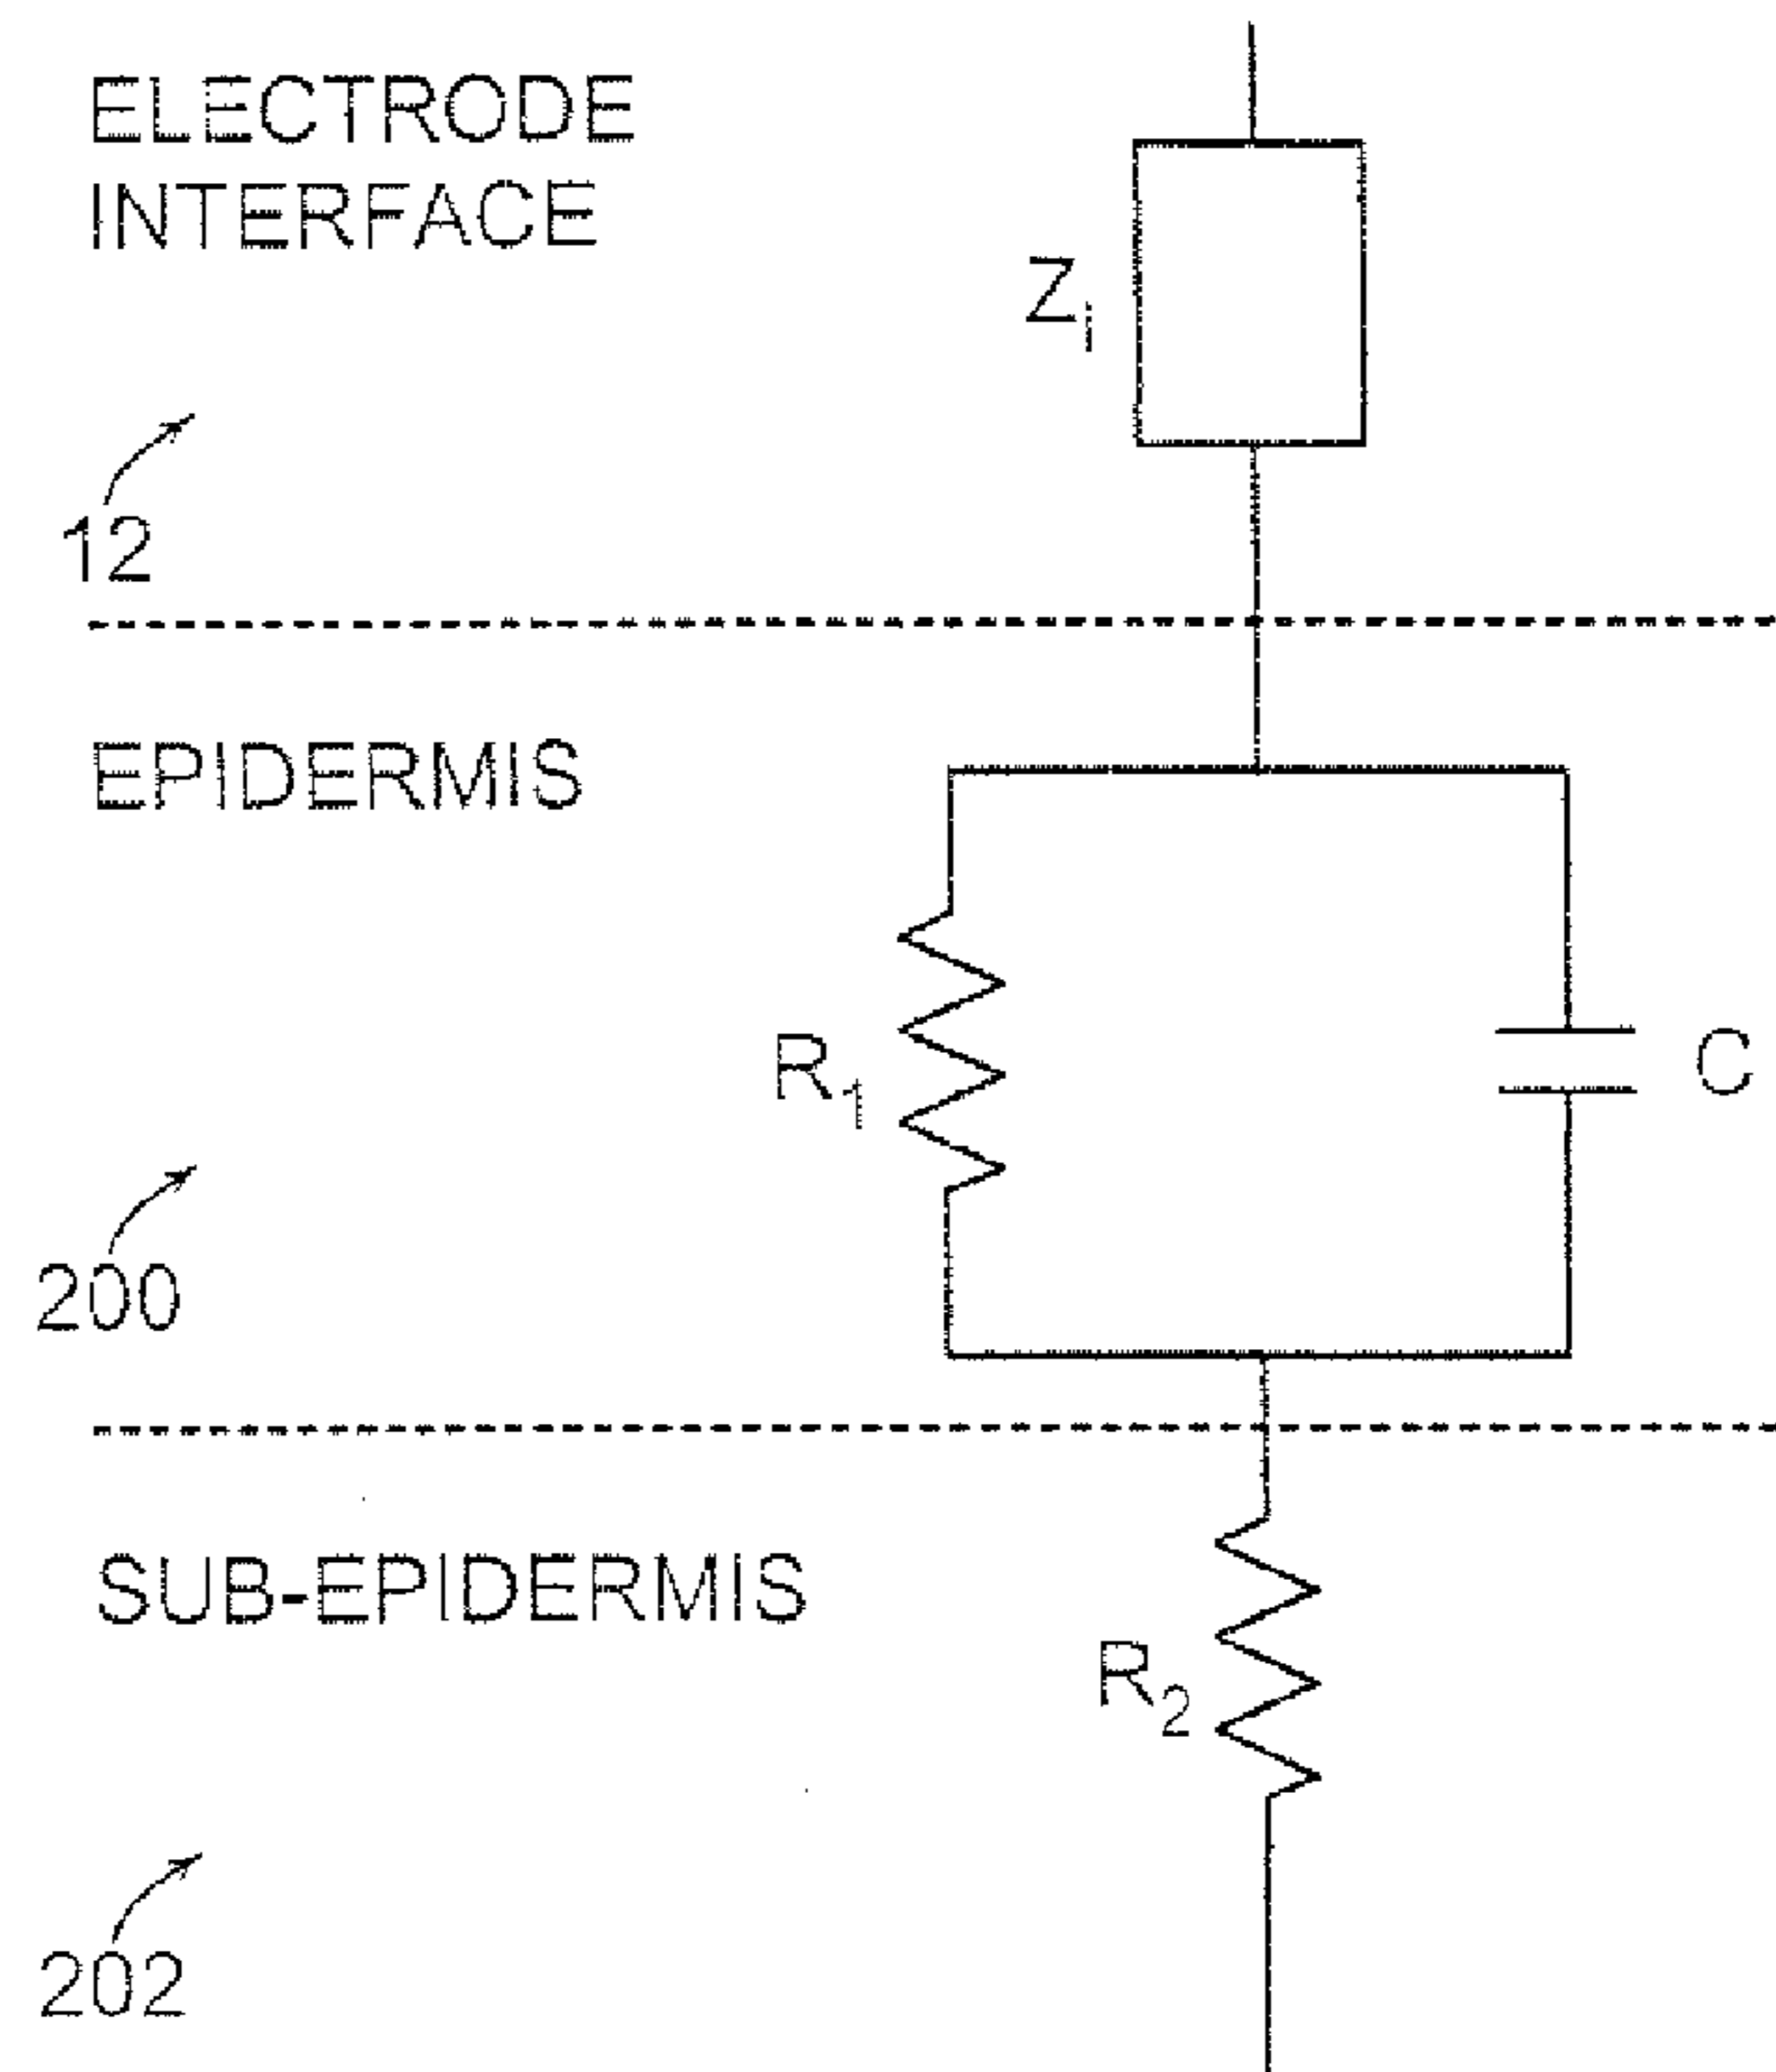 ELECTRODE
INTERFACE
Zi
12
EPIDERMIS
R1
C
200
SUB-EPIDERMIS
R2
202